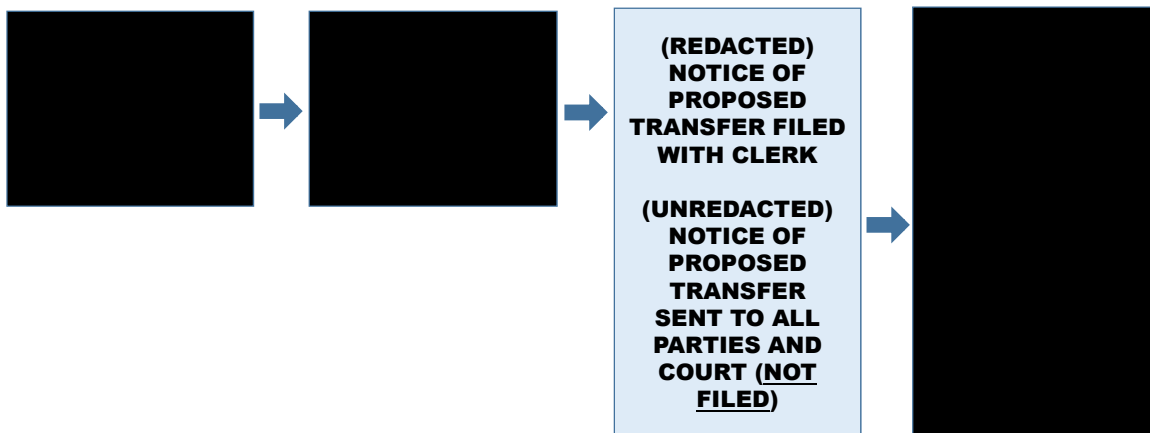 (REDACTED)
NOTICE OF
PROPOSED
TRANSFER FILED
WITH CLERK
(UNREDACTED)
NOTICE OF
PROPOSED
TRANSFER
SENT TO ALL
PARTIES AND
COURT (NOT
FILED)